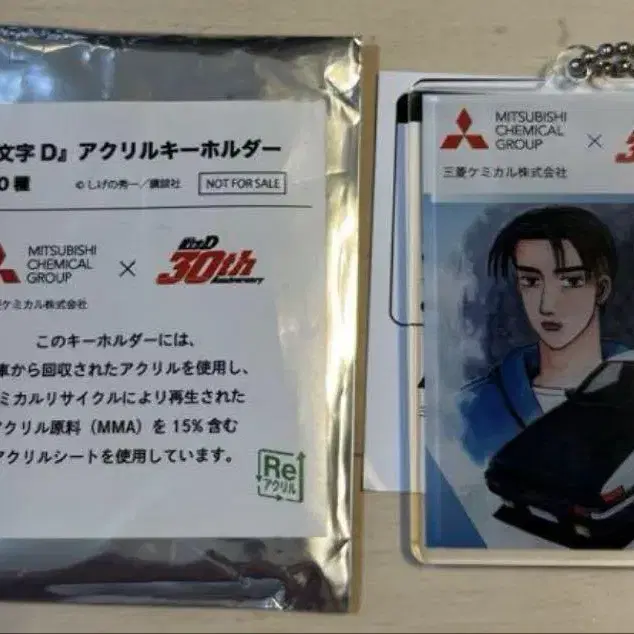 文字D』アクリルキーホルダー
0種 ©しげの秀一／講談社 NOT FOR SALE
MITSUBISHI
CHEMICAL
GROUP
×
30th
Anniversary
菱ケミカル株式会社
このキーホルダーには、
車から回収されたアクリルを使用し、
ミカルリサイクルにより再生された
アクリル原料（MMA）を15%含む
アクリルシートを使用しています。
Re
アクリル
MITSUBISHI
CHEMICAL
GROUP
×
三菱ケミカル株式会社